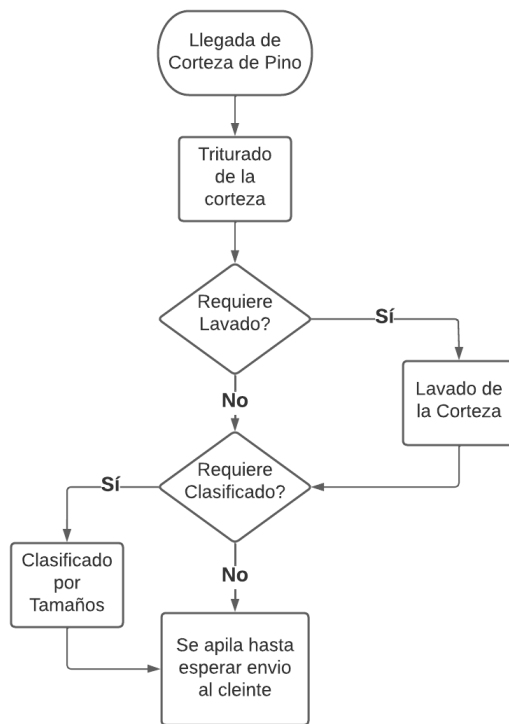 Llegada de
Corteza de Pino
Triturado
de la
corteza
Requiere
Lavado?
Sí
No
Lavado de
la Corteza
Requiere
Clasificado?
Sí
No
Clasificado
por
Tamaños
Se apila hasta
esperar envio
al cleinte